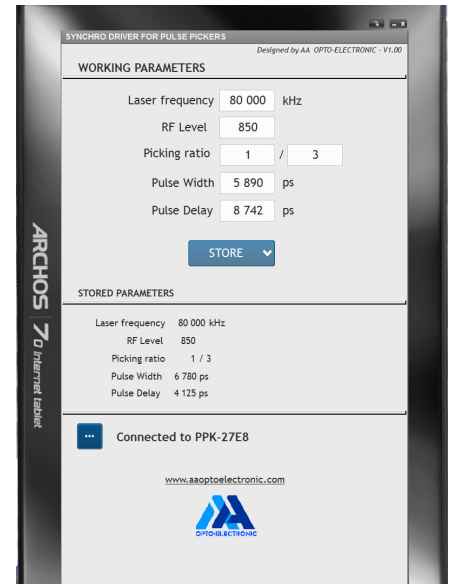 SYNCHRO DRIVER FOR PULSE PICKERS
Designed by AA OPTO-ELECTRONIC - V1.00
WORKING PARAMETERS
Laser frequency 80 000 kHz
RF Level 850
Picking ratio 1 / 3
Pulse Width 5 890 ps
Pulse Delay 8 742 ps
STORE
STORED PARAMETERS
Laser frequency 80 000 kHz
RF Level 850
Picking ratio 1 / 3
Pulse Width 6 780 ps
Pulse Delay 4 125 ps
... Connected to PPK-27E8
www.aaoptoelectronic.com
AA
OPTO-ELECTRONIC
ARCHOS 70 internet tablet